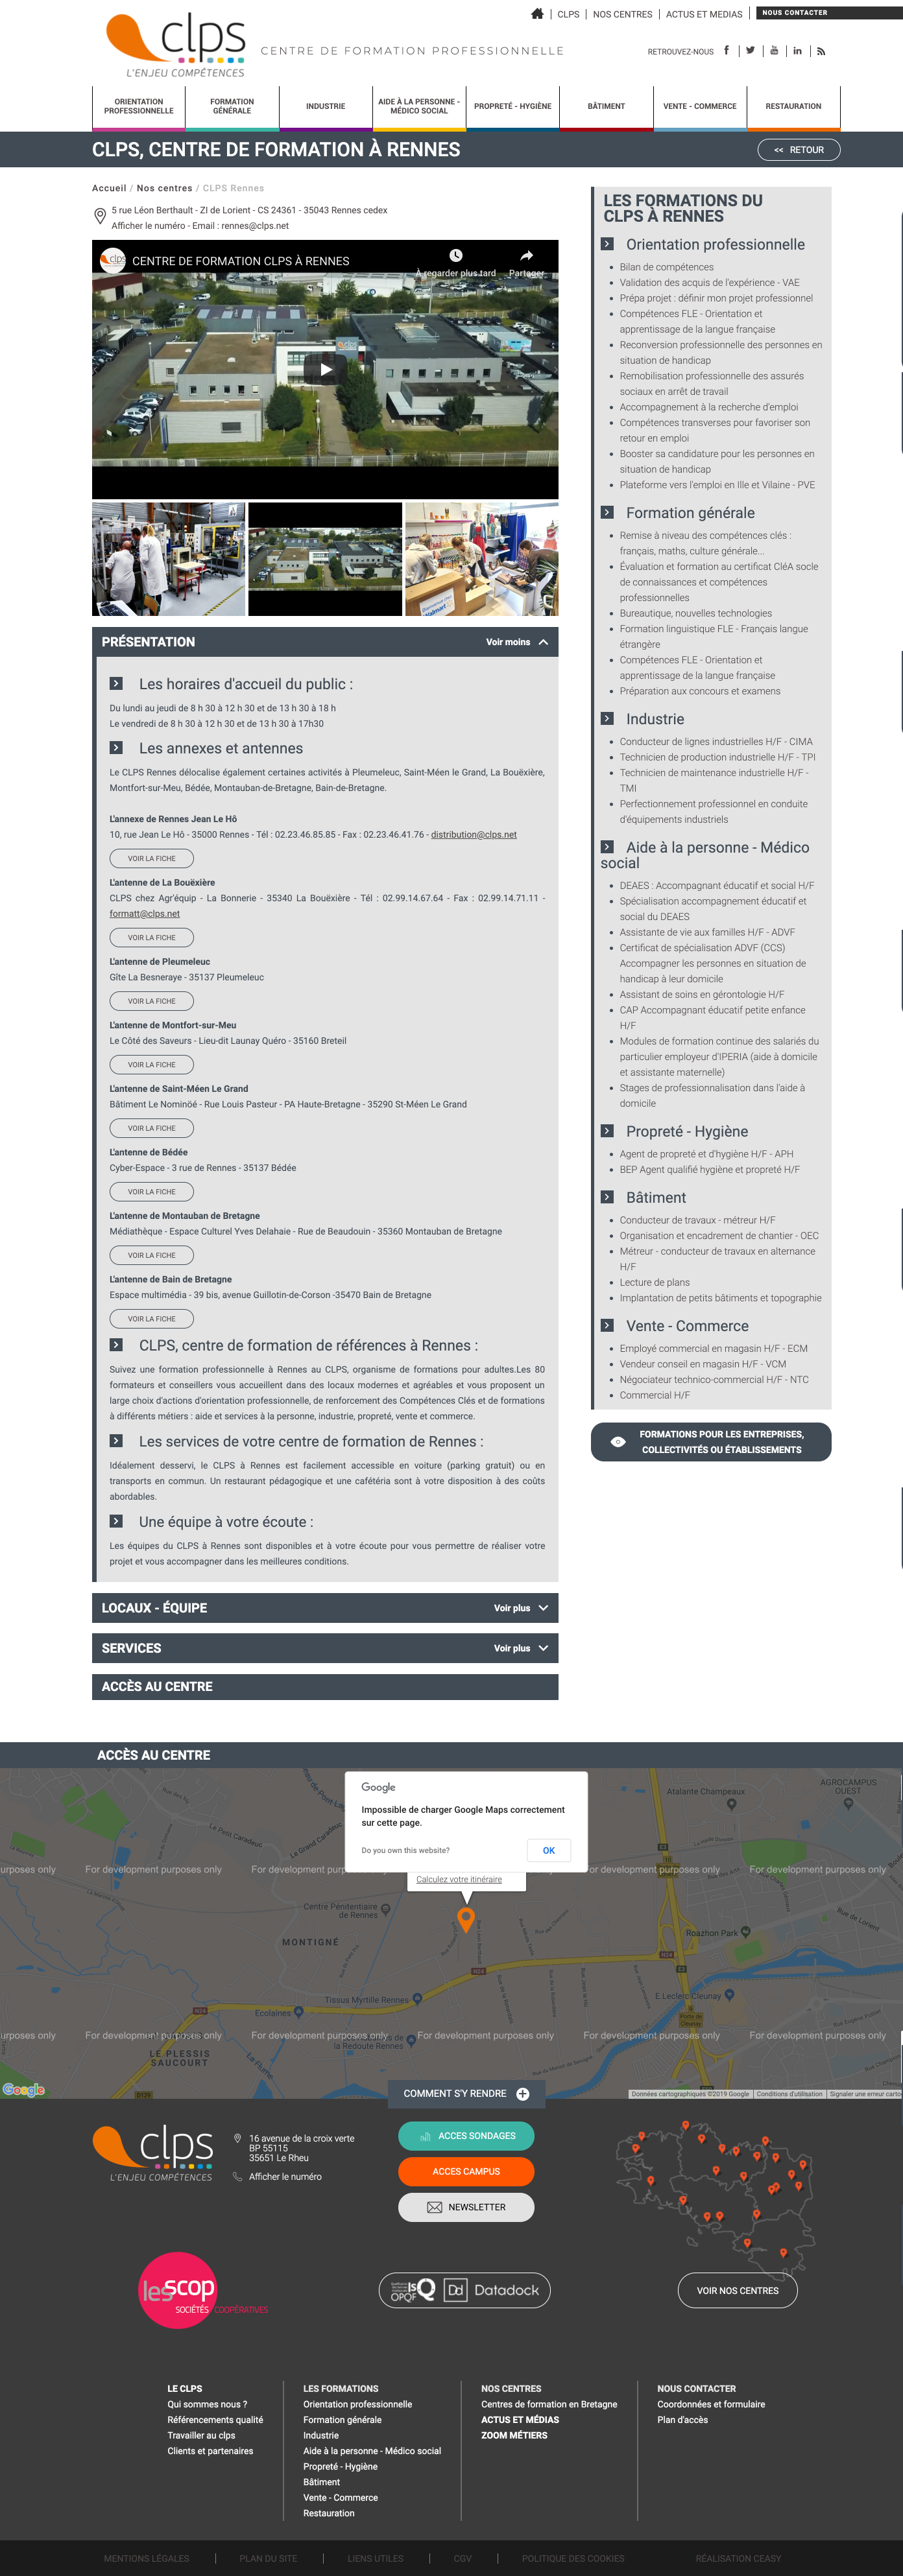 CLPS
NOS CENTRES
ACTUS ET MEDIAS
NOUS CONTACTER
clps
L'ENJEU COMPÉTENCES
CENTRE DE FORMATION PROFESSIONNELLE
RETROUVEZ-NOUS
ORIENTATION
PROFESSIONNELLE
FORMATION
GÉNÉRALE
INDUSTRIE
AIDE À LA PERSONNE -
MÉDICO SOCIAL
PROPRETÉ - HYGIÈNE
BÂTIMENT
VENTE - COMMERCE
RESTAURATION
CLPS, CENTRE DE FORMATION À RENNES
<< RETOUR
Accueil / Nos centres / CLPS Rennes
5 rue Léon Berthault - ZI de Lorient - CS 24361 - 35043 Rennes cedex
Afficher le numéro - Email : rennes@clps.net
CENTRE DE FORMATION CLPS À RENNES
À regarder plus tard
Partager
PRÉSENTATION
Voir moins
Les horaires d'accueil du public :
Du lundi au jeudi de 8 h 30 à 12 h 30 et de 13 h 30 à 18 h
Le vendredi de 8 h 30 à 12 h 30 et de 13 h 30 à 17h30
Les annexes et antennes
Le CLPS Rennes délocalise également certaines activités à Pleumeleuc, Saint-Méen le Grand, La Bouëxière,
Montfort-sur-Meu, Bédée, Montauban-de-Bretagne, Bain-de-Bretagne.
L'annexe de Rennes Jean Le Hô
10, rue Jean Le Hô - 35000 Rennes - Tél : 02.23.46.85.85 - Fax : 02.23.46.41.76 - distribution@clps.net
VOIR LA FICHE
L'antenne de La Bouëxière
CLPS chez Agr'équip - La Bonnerie - 35340 La Bouëxière - Tél : 02.99.14.67.64 - Fax : 02.99.14.71.11 -
formatt@clps.net
VOIR LA FICHE
L'antenne de Pleumeleuc
Gîte La Besneraye - 35137 Pleumeleuc
VOIR LA FICHE
L'antenne de Montfort-sur-Meu
Le Côté des Saveurs - Lieu-dit Launay Quéro - 35160 Breteil
VOIR LA FICHE
L'antenne de Saint-Méen Le Grand
Bâtiment Le Nominöé - Rue Louis Pasteur - PA Haute-Bretagne - 35290 St-Méen Le Grand
VOIR LA FICHE
L'antenne de Bédée
Cyber-Espace - 3 rue de Rennes - 35137 Bédée
VOIR LA FICHE
L'antenne de Montauban de Bretagne
Médiathèque - Espace Culturel Yves Delahaie - Rue de Beaudouin - 35360 Montauban de Bretagne
VOIR LA FICHE
L'antenne de Bain de Bretagne
Espace multimédia - 39 bis, avenue Guillotin-de-Corson -35470 Bain de Bretagne
VOIR LA FICHE
CLPS, centre de formation de références à Rennes :
Suivez une formation professionnelle à Rennes au CLPS, organisme de formations pour adultes.Les 80
formateurs et conseillers vous accueillent dans des locaux modernes et agréables et vous proposent un
large choix d'actions d'orientation professionnelle, de renforcement des Compétences Clés et de formations
à différents métiers : aide et services à la personne, industrie, propreté, vente et commerce.
Les services de votre centre de formation de Rennes :
Idéalement desservi, le CLPS à Rennes est facilement accessible en voiture (parking gratuit) ou en
transports en commun. Un restaurant pédagogique et une cafétéria sont à votre disposition à des coûts
abordables.
Une équipe à votre écoute :
Les équipes du CLPS à Rennes sont disponibles et à votre écoute pour vous permettre de réaliser votre
projet et vous accompagner dans les meilleures conditions.
LOCAUX - ÉQUIPE
Voir plus
SERVICES
Voir plus
ACCÈS AU CENTRE
LES FORMATIONS DU
CLPS À RENNES
Orientation professionnelle
Bilan de compétences
Validation des acquis de l'expérience - VAE
Prépa projet : définir mon projet professionnel
Compétences FLE - Orientation et
apprentissage de la langue française
Reconversion professionnelle des personnes en
situation de handicap
Remobilisation professionnelle des assurés
sociaux en arrêt de travail
Accompagnement à la recherche d'emploi
Compétences transverses pour favoriser son
retour en emploi
Booster sa candidature pour les personnes en
situation de handicap
Plateforme vers l'emploi en Ille et Vilaine - PVE
Formation générale
Remise à niveau des compétences clés :
français, maths, culture générale...
Évaluation et formation au certificat CléA socle
de connaissances et compétences
professionnelles
Bureautique, nouvelles technologies
Formation linguistique FLE - Français langue
étrangère
Compétences FLE - Orientation et
apprentissage de la langue française
Préparation aux concours et examens
Industrie
Conducteur de lignes industrielles H/F - CIMA
Technicien de production industrielle H/F - TPI
Technicien de maintenance industrielle H/F -
TMI
Perfectionnement professionnel en conduite
d'équipements industriels
Aide à la personne - Médico
social
DEAES : Accompagnant éducatif et social H/F
Spécialisation accompagnement éducatif et
social du DEAES
Assistante de vie aux familles H/F - ADVF
Certificat de spécialisation ADVF (CCS)
Accompagner les personnes en situation de
handicap à leur domicile
Assistant de soins en gérontologie H/F
CAP Accompagnant éducatif petite enfance
H/F
Modules de formation continue des salariés du
particulier employeur d'IPERIA (aide à domicile
et assistante maternelle)
Stages de professionnalisation dans l'aide à
domicile
Propreté - Hygiène
Agent de propreté et d'hygiène H/F - APH
BEP Agent qualifié hygiène et propreté H/F
Bâtiment
Conducteur de travaux - métreur H/F
Organisation et encadrement de chantier - OEC
Métreur - conducteur de travaux en alternance
H/F
Lecture de plans
Implantation de petits bâtiments et topographie
Vente - Commerce
Employé commercial en magasin H/F - ECM
Vendeur conseil en magasin H/F - VCM
Négociateur technico-commercial H/F - NTC
Commercial H/F
FORMATIONS POUR LES ENTREPRISES,
COLLECTIVITÉS OU ÉTABLISSEMENTS
ACCÈS AU CENTRE
Google
Impossible de charger Google Maps correctement
sur cette page.
Do you own this website?
OK
Calculez votre itinéraire
Atalante Champeaux
AGROCAMPUS
OUEST
For development purposes only
For development purposes only
For development purposes only
Centre Pénitentiaire
de Rennes
MONTIGNÉ
Roazhon Park
Rue de Lorient
Tissus Myrtille Rennes
Ecolaines
E.Leclerc Cleunay
LE PLESSIS
SAUCOURT
la Redoute Rennes
For development purposes only
For development purposes only
For development purposes only
For development purposes only
For development purposes only
Google
Données cartographiques ©2019 Google
Conditions d'utilisation
Signaler une erreur carto
COMMENT S'Y RENDRE
clps
L'ENJEU COMPÉTENCES
16 avenue de la croix verte
BP 55115
35651 Le Rheu
Afficher le numéro
ACCES SONDAGES
ACCES CAMPUS
NEWSLETTER
les scop
SOCIÉTÉS COOPÉRATIVES
OPQF
isQ
Dd Datadock
VOIR NOS CENTRES
LE CLPS
Qui sommes nous ?
Référencements qualité
Travailler au clps
Clients et partenaires
LES FORMATIONS
Orientation professionnelle
Formation générale
Industrie
Aide à la personne - Médico social
Propreté - Hygiène
Bâtiment
Vente - Commerce
Restauration
NOS CENTRES
Centres de formation en Bretagne
ACTUS ET MÉDIAS
ZOOM MÉTIERS
NOUS CONTACTER
Coordonnées et formulaire
Plan d'accès
MENTIONS LÉGALES
PLAN DU SITE
LIENS UTILES
CGV
POLITIQUE DES COOKIES
RÉALISATION CEASY